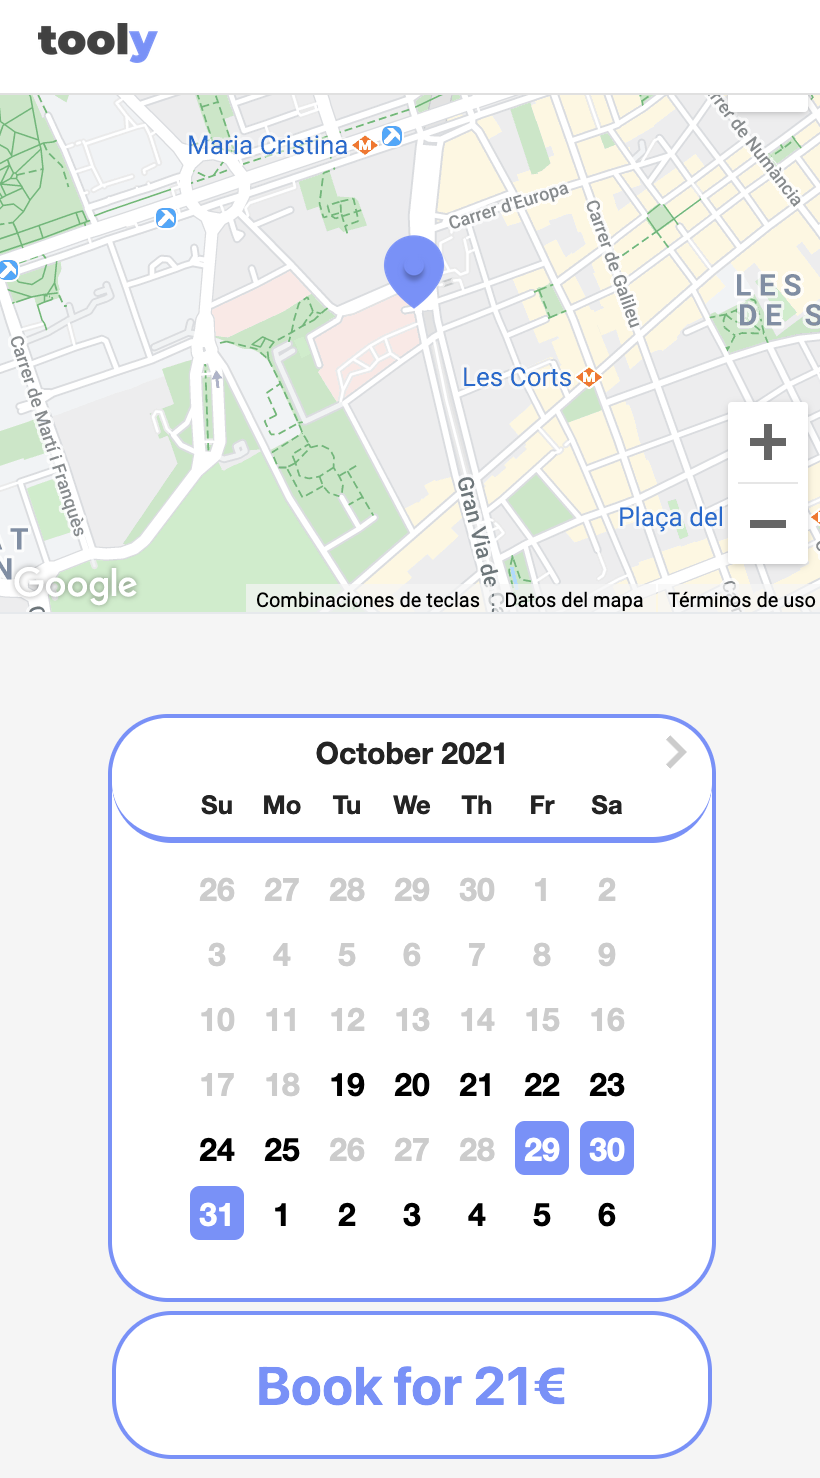 tooly
Maria Cristina
Carrer d'Europa
Carrer de Galileu
Carrer de Numància
LES
DE S
Carrer de Martí i Franquès
Les Corts
Gran Via de
Plaça del
Google
Combinaciones de teclas Datos del mapa Términos de uso
October 2021
Su Mo Tu We Th Fr Sa
26 27 28 29 30 1 2
3 4 5 6 7 8 9
10 11 12 13 14 15 16
17 18 19 20 21 22 23
24 25 26 27 28 29 30
31 1 2 3 4 5 6
Book for 21€